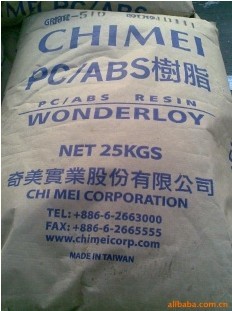 CHIMEI
PC/ABS樹脂
PC/ABS RESIN
WONDERLOY
NET 25KGS
奇美實業股份有限公司
CHI MEI CORPORATION
TEL: +886-6-2663000
FAX: +886-6-2665555
www.chimeicorp.com
MADE IN TAIWAN
alibaba.com.cn